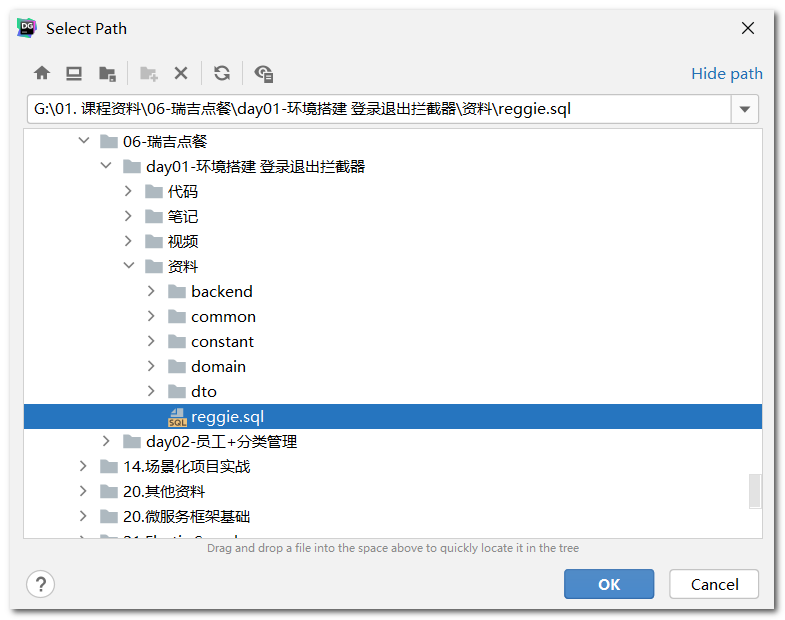 DG
Select Path
Hide path
G:\01. 课程资料\06-瑞吉点餐\day01-环境搭建 登录退出拦截器\资料\reggie.sql
06-瑞吉点餐
day01-环境搭建 登录退出拦截器
代码
笔记
视频
资料
backend
common
constant
domain
dto
SQL
reggie.sql
day02-员工+分类管理
14.场景化项目实战
20.其他资料
20.微服务框架基础
Drag and drop a file into the space above to quickly locate it in the tree
?
OK
Cancel